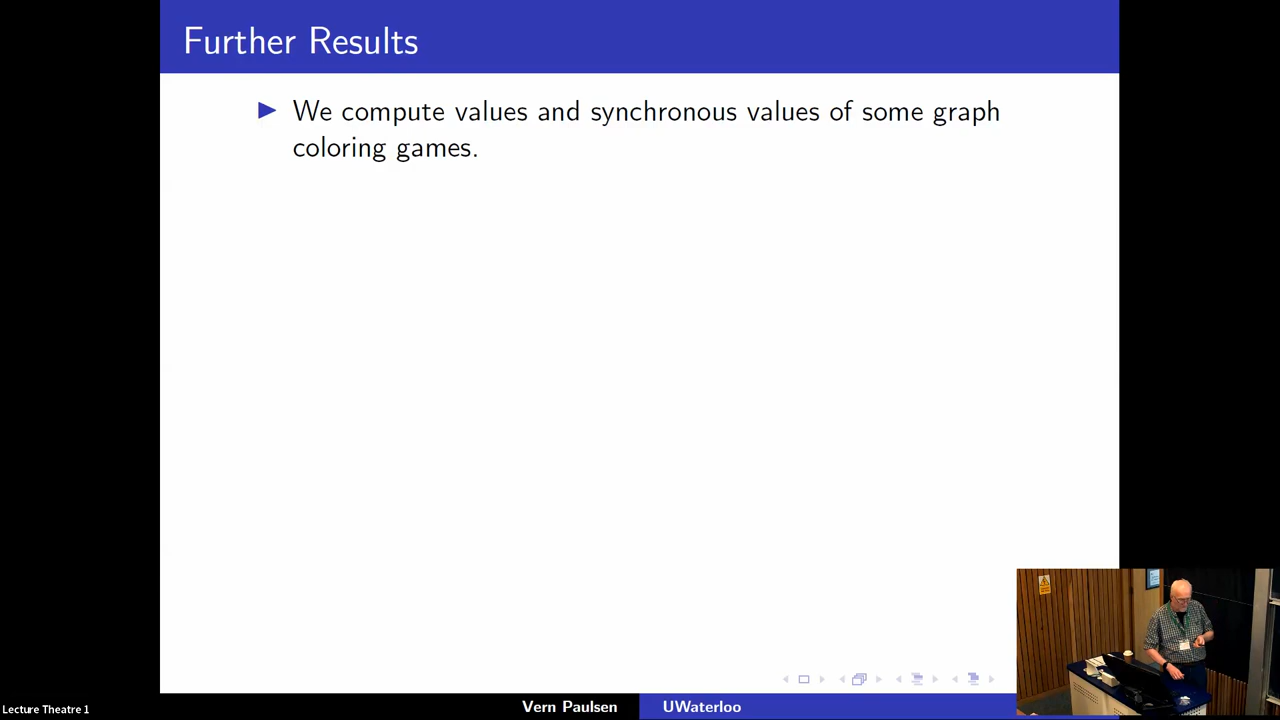 Further Results
We compute values and synchronous values of some graph
coloring games.
Vern Paulsen UWaterloo
Lecture Theatre 1